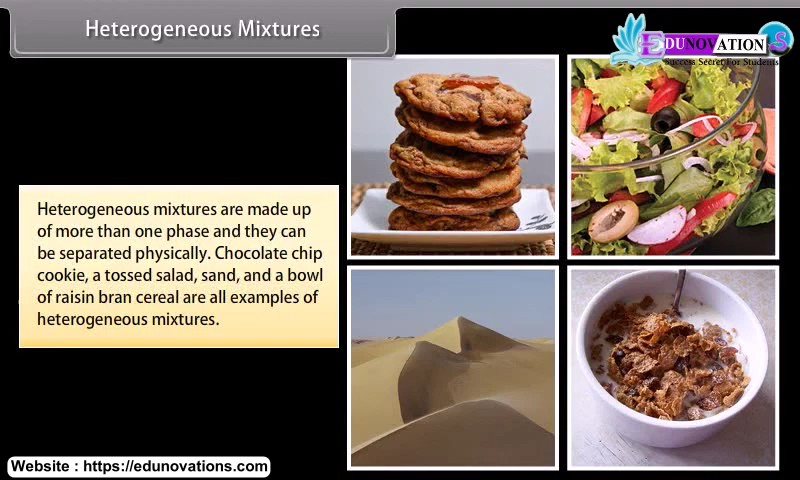 Heterogeneous Mixtures
EDUNOVATIONS
Success Secret For Students
Heterogeneous mixtures are made up
of more than one phase and they can
be separated physically. Chocolate chip
cookie, a tossed salad, sand, and a bowl
of raisin bran cereal are all examples of
heterogeneous mixtures.
Website : https://edunovations.com